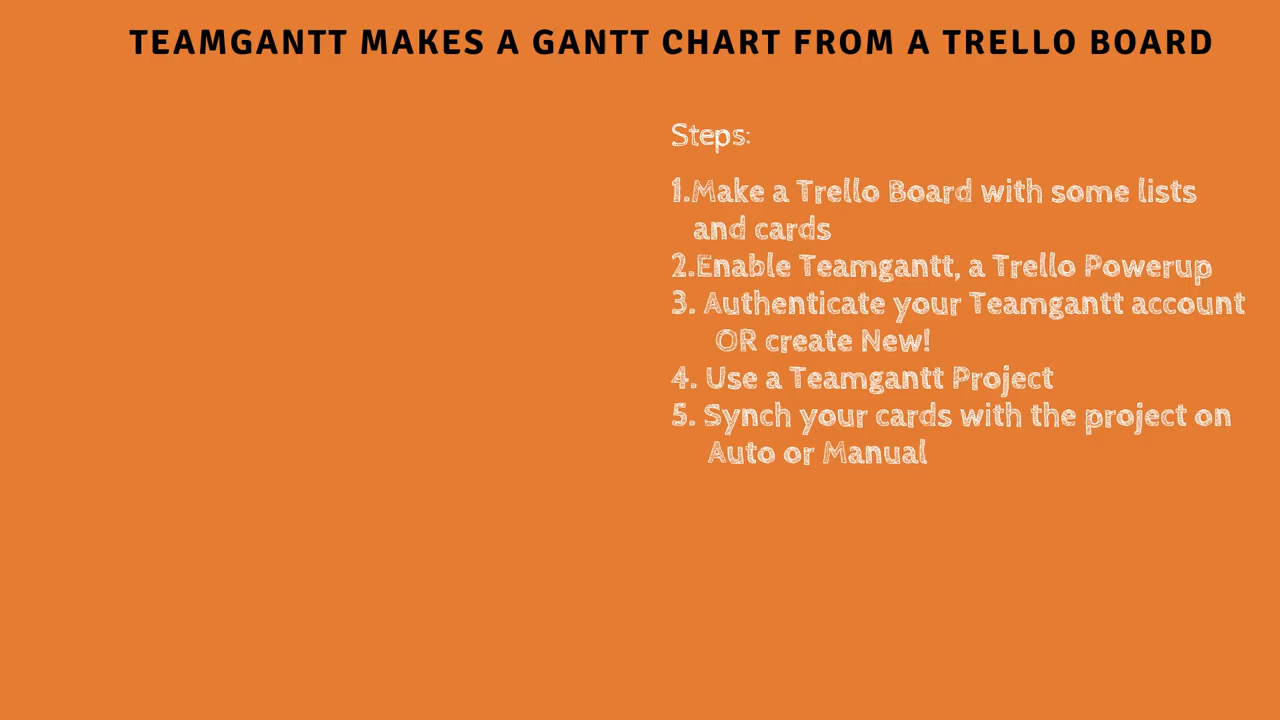 TEAMGANTT MAKES A GANTT CHART FROM A TRELLO BOARD
Steps:
1.Make a Trello Board with some lists
and cards
2.Enable Teamgantt, a Trello Powerup
3. Authenticate your Teamgantt account
OR create New!
4. Use a Teamgantt Project
5. Synch your cards with the project on
Auto or Manual